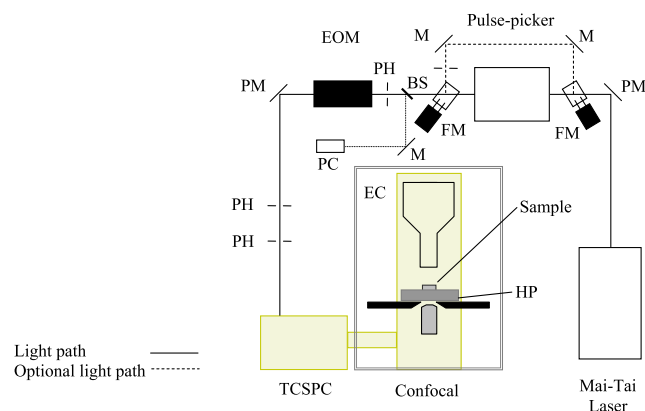 Pulse-picker
M
M
EOM
PH
BS
PM
PM
FM
FM
PC
M
EC
Sample
PH
PH
HP
Light path
Optional light path
TCSPC
Confocal
Mai-Tai
Laser